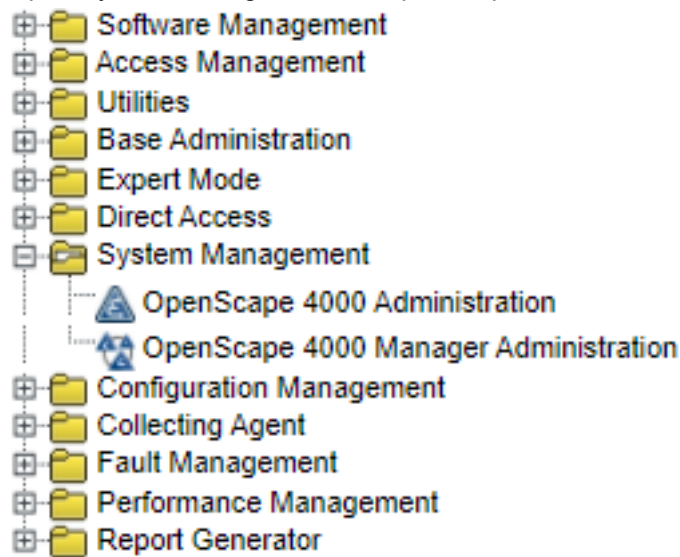 Software Management
Access Management
Utilities
Base Administration
Expert Mode
Direct Access
System Management
OpenScape 4000 Administration
OpenScape 4000 Manager Administration
Configuration Management
Collecting Agent
Fault Management
Performance Management
Report Generator